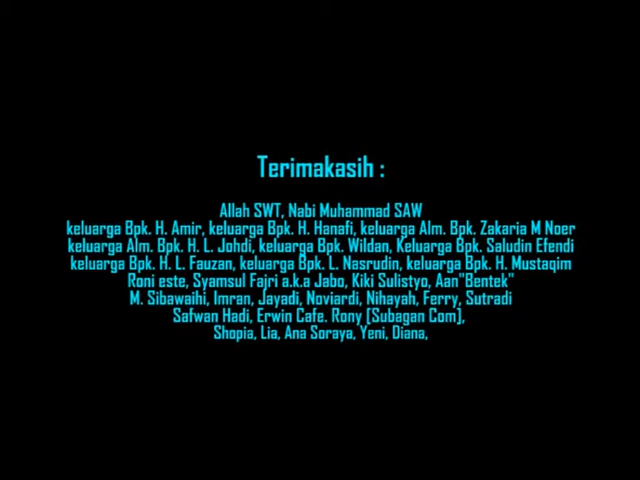 Terimakasih :
Allah SWT, Nabi Muhammad SAW
keluarga Bpk. H. Amir, keluarga Bpk. H. Hanafi, keluarga Alm. Bpk. Zakaria M Noer
keluarga Alm. Bpk. H. L. Johdi, keluarga Bpk. Wildan, Keluarga Bpk. Saludin Efendi
keluarga Bpk. H. L. Fauzan, keluarga Bpk. L. Nasrudin, keluarga Bpk. H. Mustaqim
Roni este, Syamsul Fajri a.k.a Jabo, Kiki Sulistyo, Aan"Bentek"
M. Sibawaihi, Imran, Jayadi, Noviardi, Nihayah, Ferry, Sutradi
Safwan Hadi, Erwin Cafe. Rony (Subagan Com),
Shopia, Lia, Ana Soraya, Yeni, Diana,